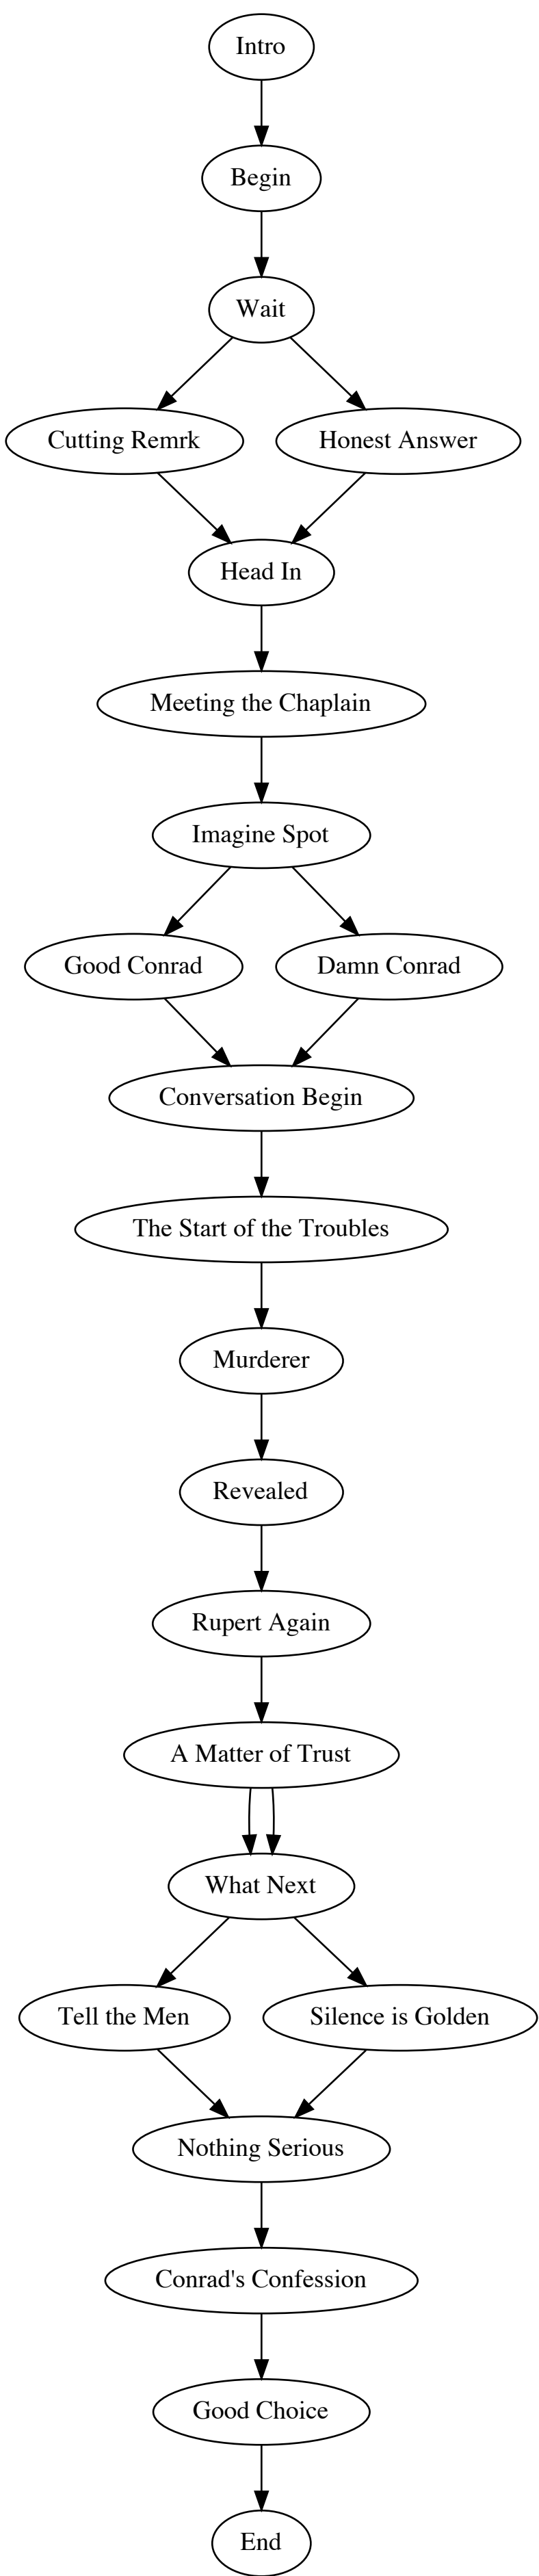 Intro
Begin
Wait
Cutting Remrk
Honest Answer
Head In
Meeting the Chaplain
Imagine Spot
Good Conrad
Damn Conrad
Conversation Begin
The Start of the Troubles
Murderer
Revealed
Rupert Again
A Matter of Trust
What Next
Tell the Men
Silence is Golden
Nothing Serious
Conrad's Confession
Good Choice
End